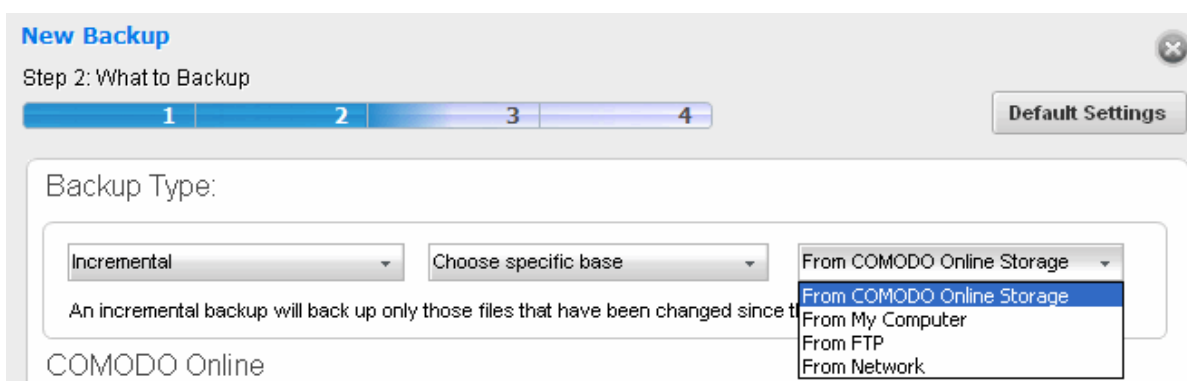 New Backup
Step 2: What to Backup
1 2 3 4
Default Settings
Backup Type:
Incremental Choose specific base From COMODO Online Storage
From COMODO Online Storage
An incremental backup will back up only those files that have been changed since
From My Computer
From FTP
From Network
COMODO Online